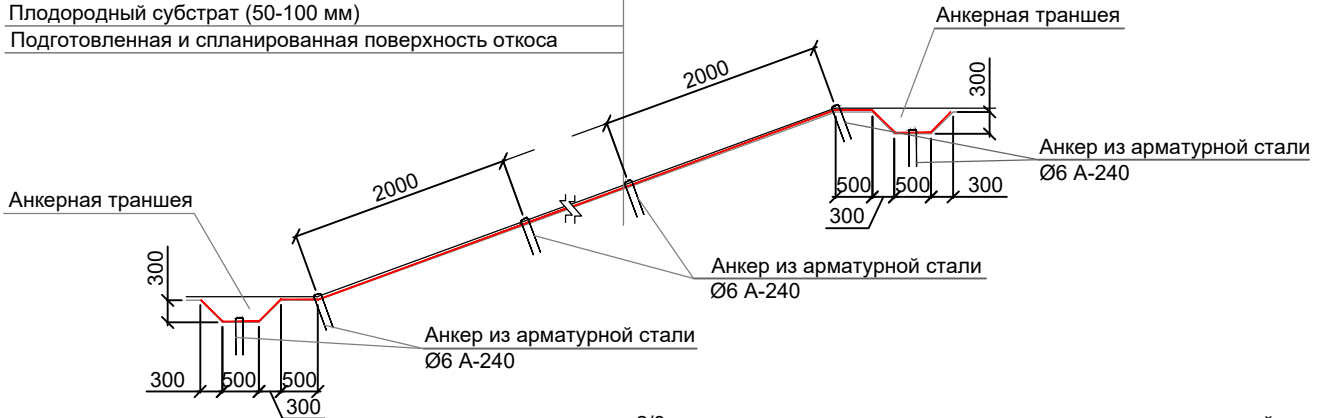 Плодородный субстрат (50-100 мм)
Подготовленная и спланированная поверхность откоса
Анкерная траншея
2000
300
Анкер из арматурной стали
Ø6 А-240
500 500 300
300
2000
Анкерная траншея
300
Анкер из арматурной стали
Ø6 А-240
Анкер из арматурной стали
Ø6 А-240
300 500 500
300